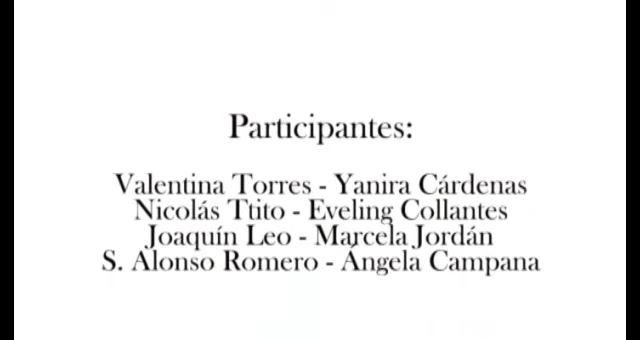 Participantes:
Valentina Torres - Yanira Cárdenas
Nicolás Ttito - Eveling Collantes
Joaquín Leo - Marcela Jordán
S. Alonso Romero - Ángela Campana